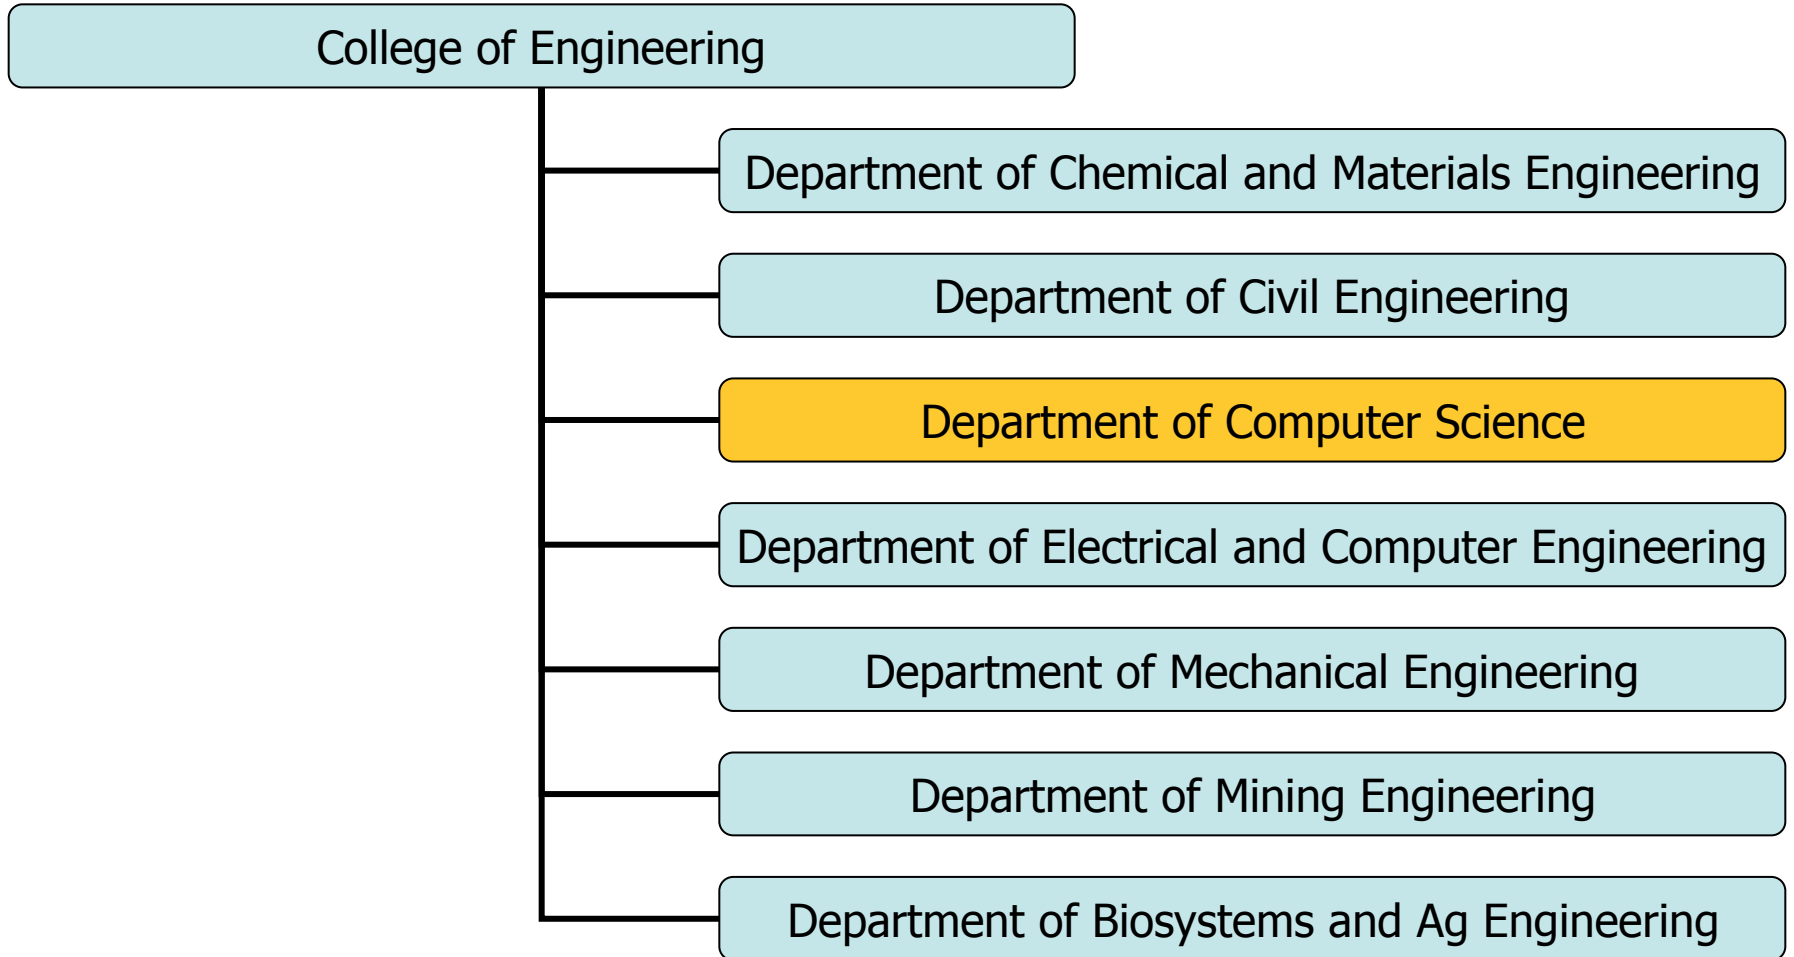 College of Engineering
Department of Chemical and Materials Engineering
Department of Civil Engineering
Department of Computer Science
Department of Electrical and Computer Engineering
Department of Mechanical Engineering
Department of Mining Engineering
Department of Biosystems and Ag Engineering